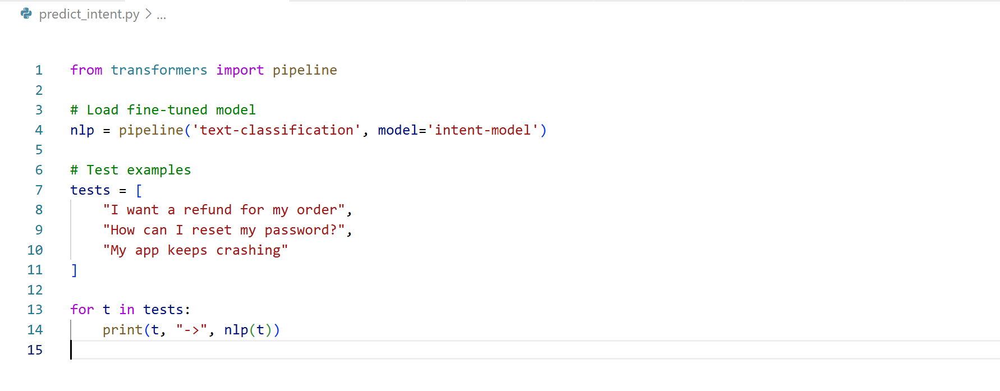 predict_intent.py > ...
1 from transformers import pipeline
2
3 # Load fine-tuned model
4 nlp = pipeline('text-classification', model='intent-model')
5
6 # Test examples
7 tests = [
8     "I want a refund for my order",
9     "How can I reset my password?",
10     "My app keeps crashing"
11 ]
12
13 for t in tests:
14     print(t, "->", nlp(t))
15